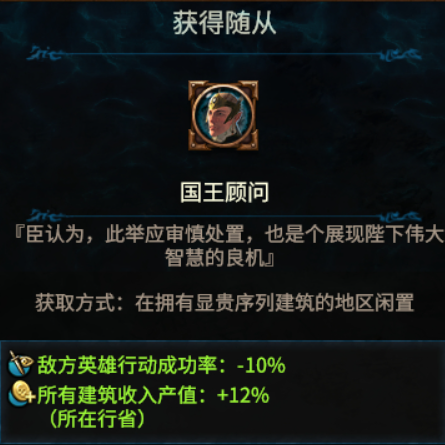 获得随从
国王顾问
『臣认为，此举应审慎处置，也是个展现陛下伟大
智慧的良机』
获取方式：在拥有显贵序列建筑的地区闲置
敌方英雄行动成功率：-10%
所有建筑收入产值：+12%
（所在行省）